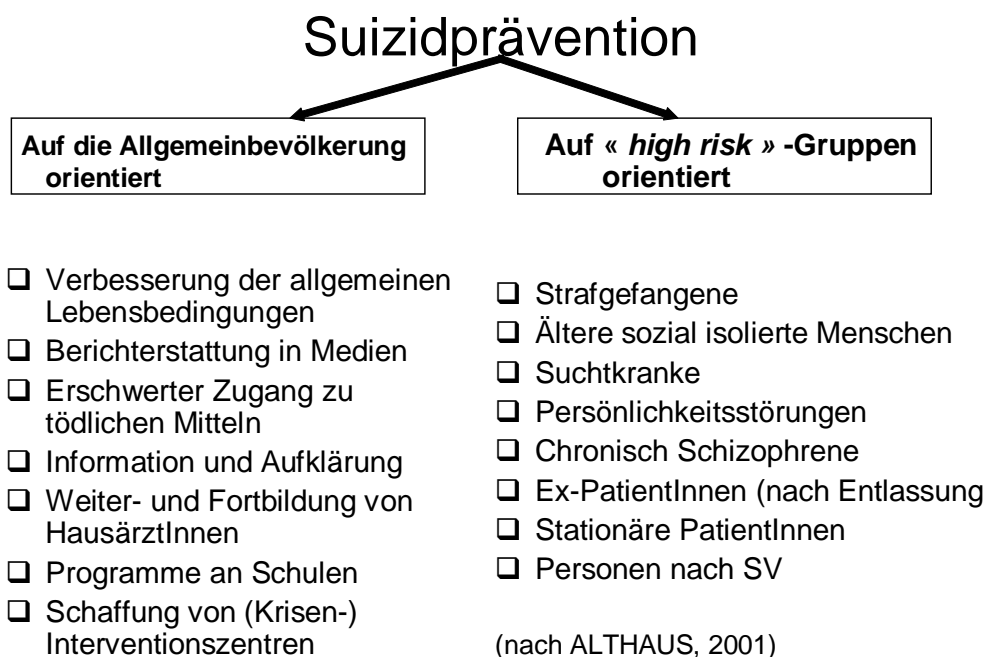 Suizidprävention
Auf die Allgemeinbevölkerung
orientiert
Auf « high risk » -Gruppen
orientiert
❑ Verbesserung der allgemeinen
Lebensbedingungen
❑ Berichterstattung in Medien
❑ Erschwerter Zugang zu
tödlichen Mitteln
❑ Information und Aufklärung
❑ Weiter- und Fortbildung von
HausärztInnen
❑ Programme an Schulen
❑ Schaffung von (Krisen-)
Interventionszentren
❑ Strafgefangene
❑ Ältere sozial isolierte Menschen
❑ Suchtkranke
❑ Persönlichkeitsstörungen
❑ Chronisch Schizophrene
❑ Ex-PatientInnen (nach Entlassung
❑ Stationäre PatientInnen
❑ Personen nach SV
(nach ALTHAUS, 2001)